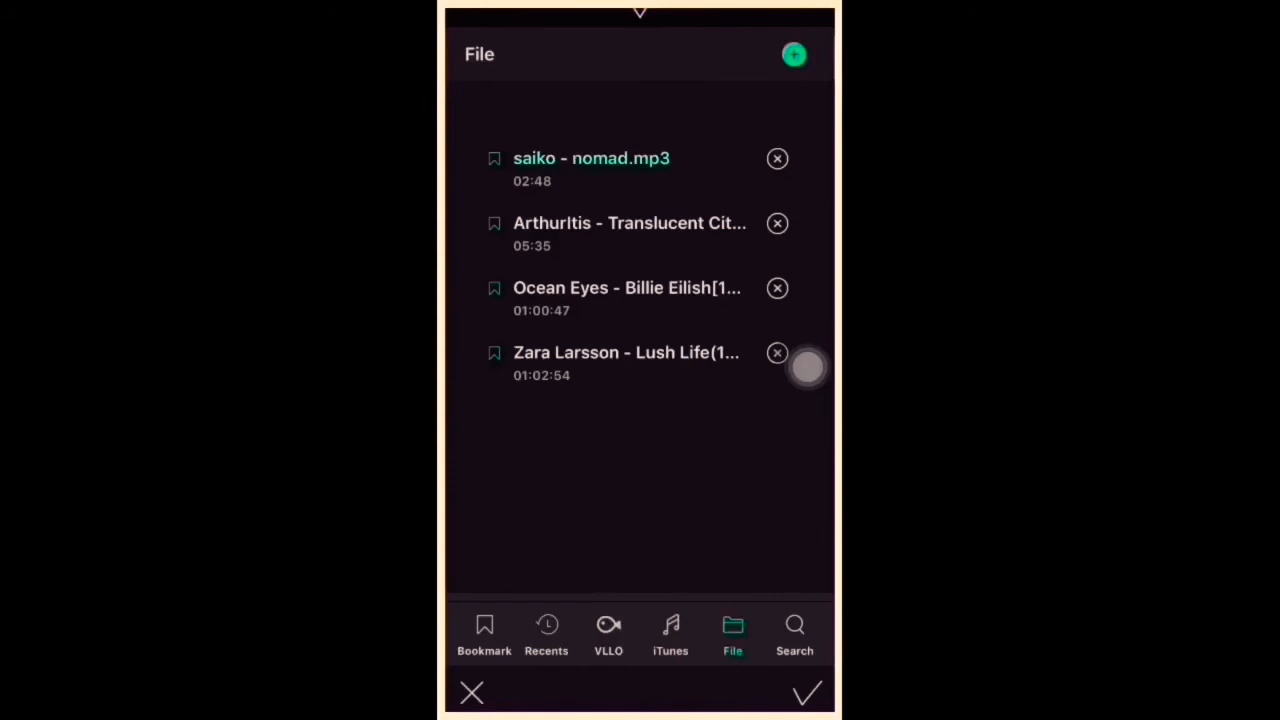 File
saiko - nomad.mp3
02:48
ArthurItis - Translucent Cit...
05:35
Ocean Eyes - Billie Eilish[1...
01:00:47
Zara Larsson - Lush Life(1...
01:02:54
Bookmark Recents VLLO iTunes File Search